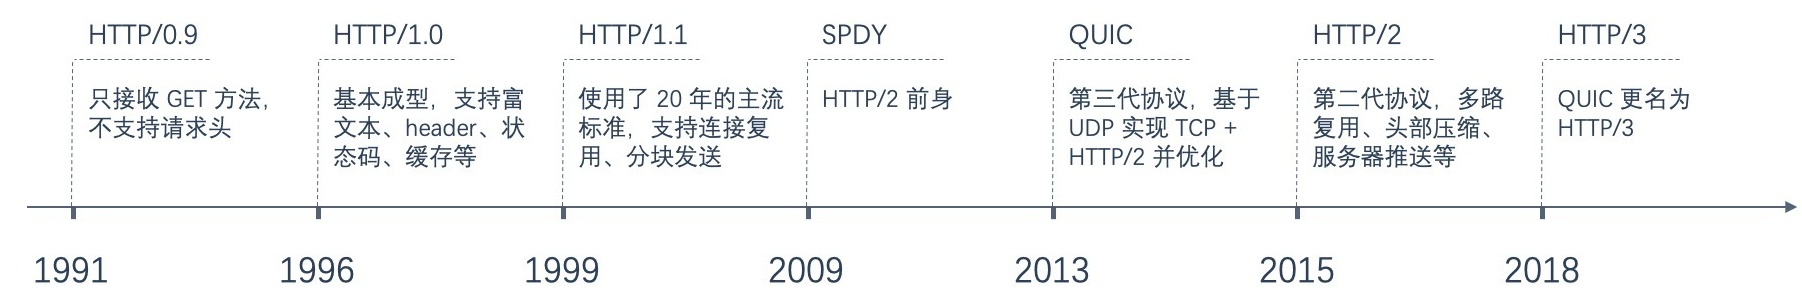 HTTP/0.9
只接收 GET 方法，
不支持请求头
HTTP/1.0
基本成型，支持富
文本、header、状
态码、缓存等
HTTP/1.1
使用了 20 年的主流
标准，支持连接复
用、分块发送
SPDY
HTTP/2 前身
QUIC
第三代协议，基于
UDP 实现 TCP +
HTTP/2 并优化
HTTP/2
第二代协议，多路
复用、头部压缩、
服务器推送等
HTTP/3
QUIC 更名为
HTTP/3
1991
1996
1999
2009
2013
2015
2018